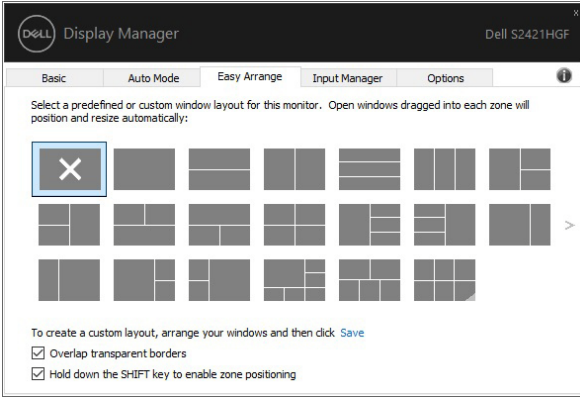 DELL Display Manager
Dell S2421HGF
Basic
Auto Mode
Easy Arrange
Input Manager
Options
Select a predefined or custom window layout for this monitor. Open windows dragged into each zone will
position and resize automatically:
To create a custom layout, arrange your windows and then click Save
Overlap transparent borders
Hold down the SHIFT key to enable zone positioning